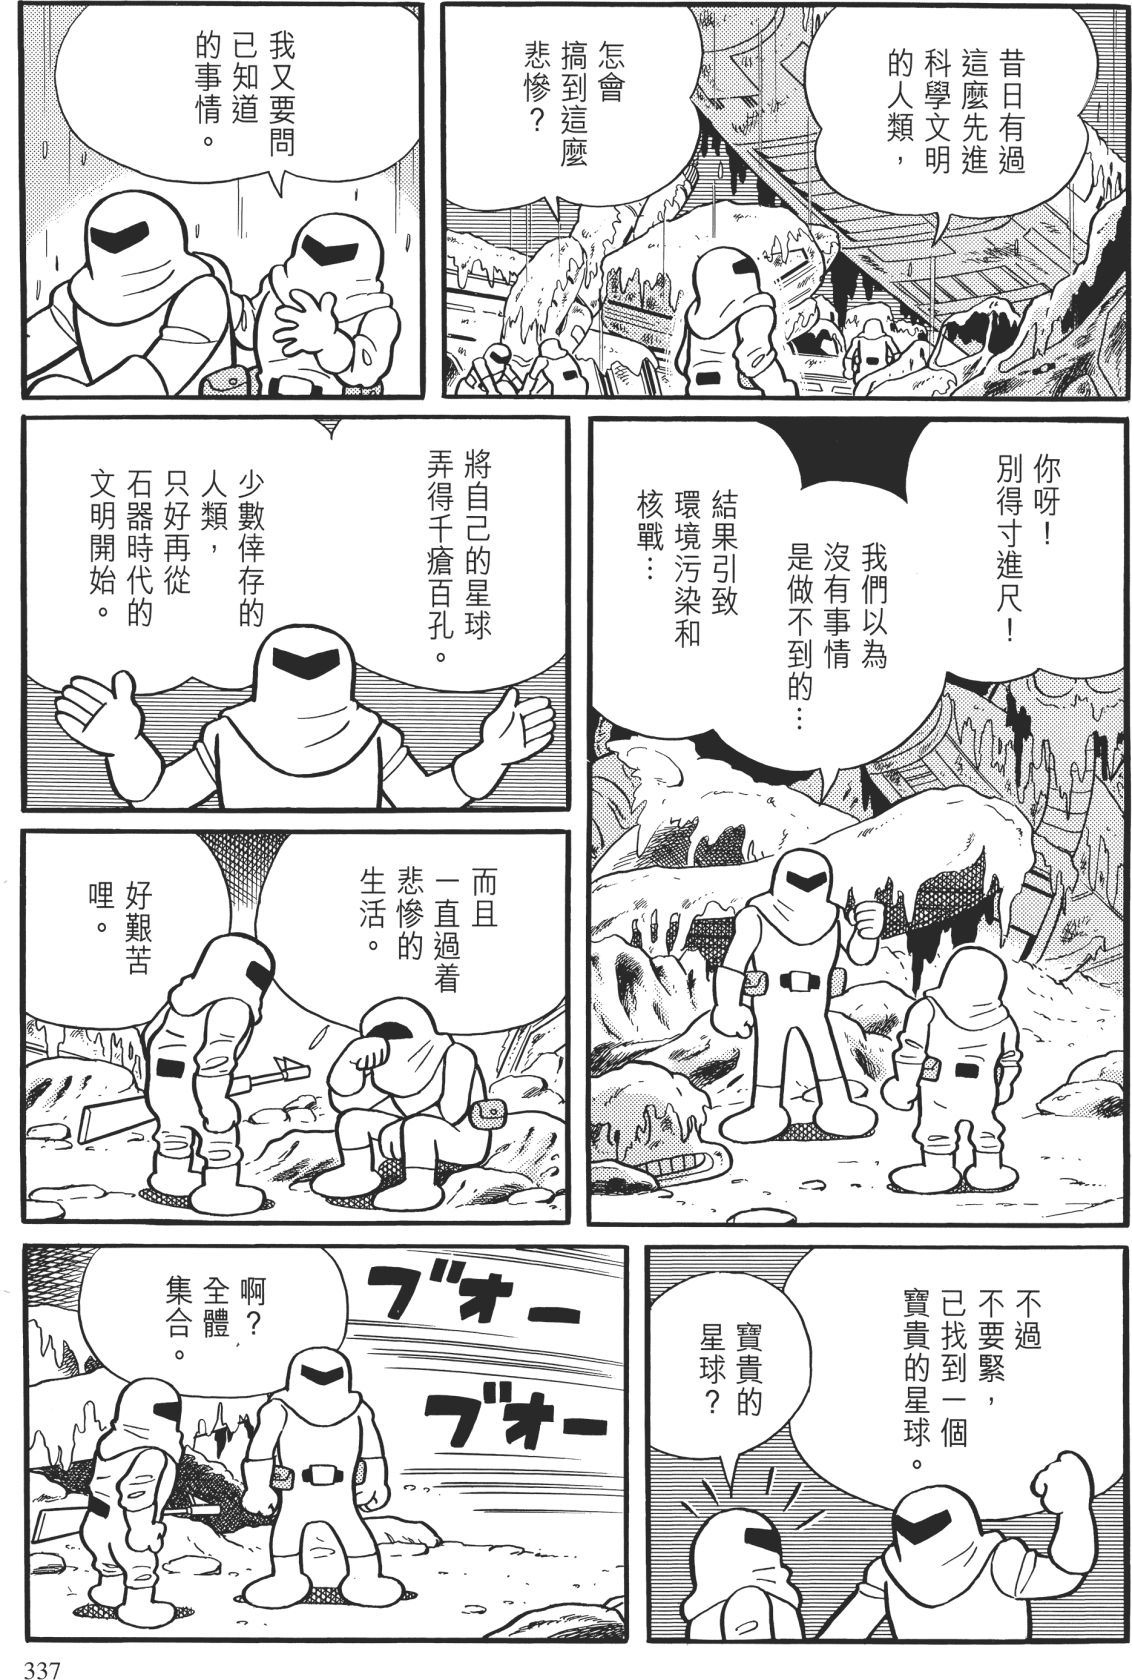 昔日有過
這麼先進
科學文明
的人類，
怎會
搞到這麼
悲慘？
我又要問
已知道
的事情。
你呀！
別得寸進尺！
我們以為
沒有事情
是做不到的…
結果引致
環境污染和
核戰…
將自己的星球
弄得千瘡百孔。
少數倖存的
人類，
只好再從
石器時代的
文明開始。
而且
一直過着
悲慘的
生活。
好艱苦
哩。
不過
不要緊，
已找到一個
寶貴的星球。
寶貴的
星球？
ブオー
ブオー
啊？
全體
集合。
337